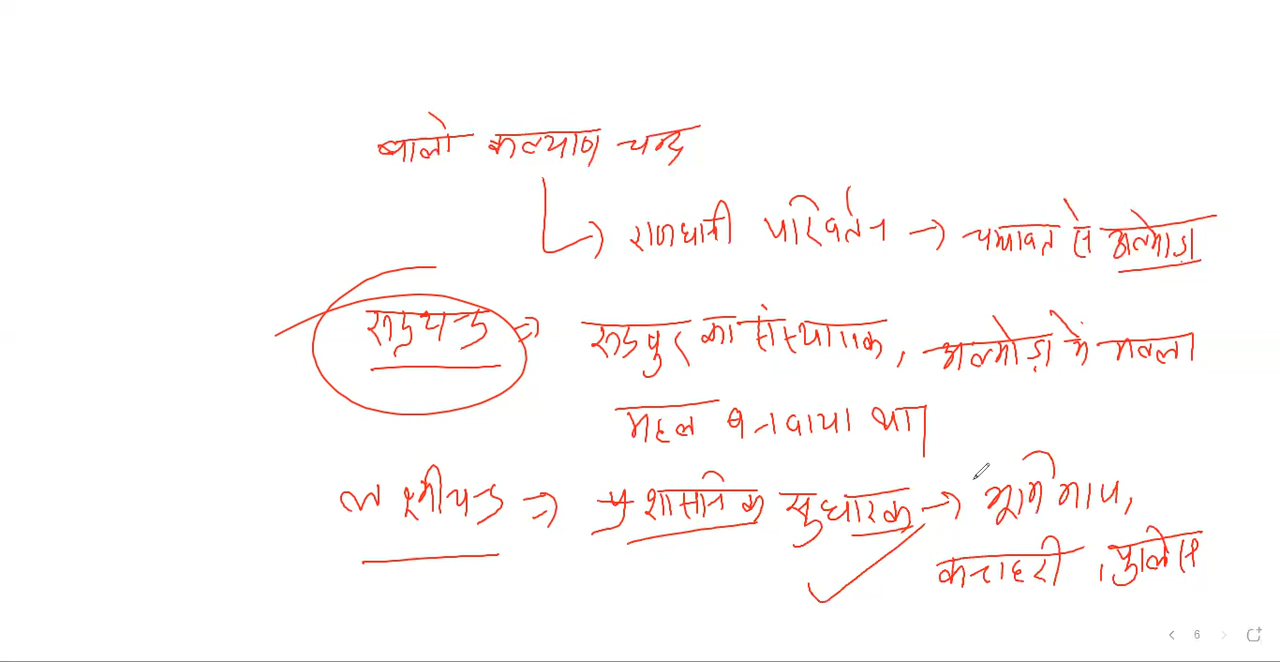 बालो कल्याण चन्द्र
→ राजधानी परिवर्तन → चम्पावत से अल्मोड़ा
रूद्रचन्द्र ⇒ रूद्रपुर का संस्थापक, अल्मोड़ा में मल्ला
महल बनवाया था|
लक्ष्मीचन्द्र ⇒ प्रशासनिक सुधारक → भूमि माप,
कचहरी, पुलिस
6